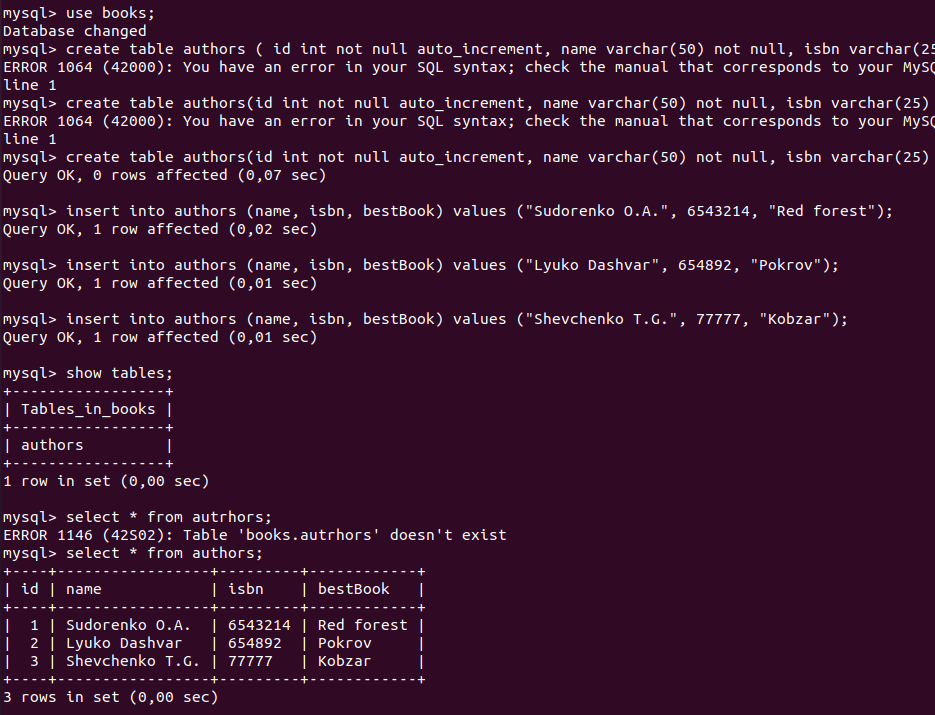 mysql> use books;
Database changed
mysql> create table authors ( id int not null auto_increment, name varchar(50) not null, isbn varchar(25
ERROR 1064 (42000): You have an error in your SQL syntax; check the manual that corresponds to your MySQ
line 1
mysql> create table authors(id int not null auto_increment, name varchar(50) not null, isbn varchar(25)
ERROR 1064 (42000): You have an error in your SQL syntax; check the manual that corresponds to your MySQ
line 1
mysql> create table authors(id int not null auto_increment, name varchar(50) not null, isbn varchar(25)
Query OK, 0 rows affected (0,07 sec)

mysql> insert into authors (name, isbn, bestBook) values ("Sudorenko O.A.", 6543214, "Red forest");
Query OK, 1 row affected (0,02 sec)

mysql> insert into authors (name, isbn, bestBook) values ("Lyuko Dashvar", 654892, "Pokrov");
Query OK, 1 row affected (0,01 sec)

mysql> insert into authors (name, isbn, bestBook) values ("Shevchenko T.G.", 77777, "Kobzar");
Query OK, 1 row affected (0,01 sec)

mysql> show tables;
+-----------------+
| Tables_in_books |
+-----------------+
| authors         |
+-----------------+
1 row in set (0,00 sec)

mysql> select * from autrhors;
ERROR 1146 (42S02): Table 'books.autrhors' doesn't exist
mysql> select * from authors;
+----+-----------------+---------+------------+
| id | name            | isbn    | bestBook   |
+----+-----------------+---------+------------+
|  1 | Sudorenko O.A.  | 6543214 | Red forest |
|  2 | Lyuko Dashvar   | 654892  | Pokrov     |
|  3 | Shevchenko T.G. | 77777   | Kobzar     |
+----+-----------------+---------+------------+
3 rows in set (0,00 sec)